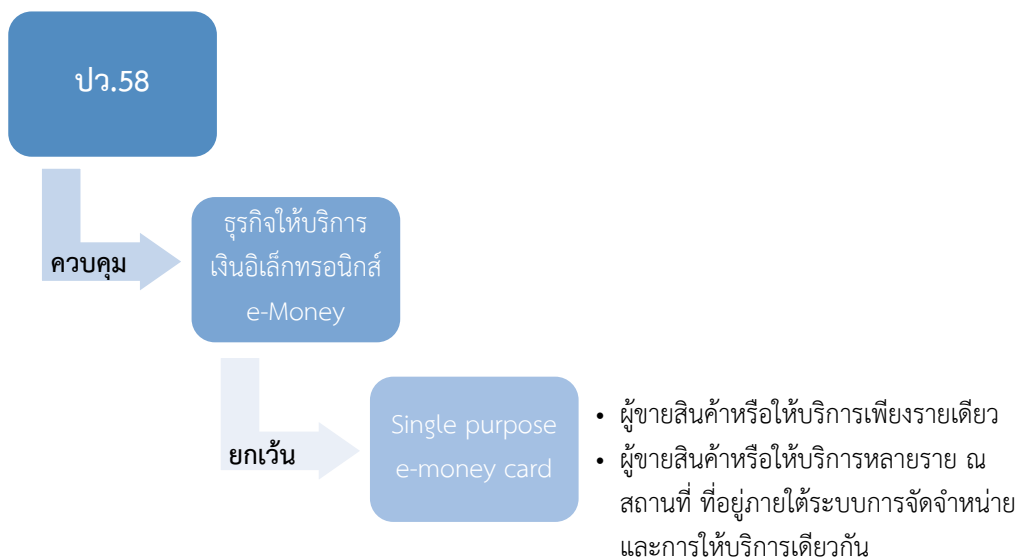 ปว.58
ควบคุม
ธุรกิจให้บริการ
เงินอิเล็กทรอนิกส์
e-Money
ยกเว้น
Single purpose
e-money card
• ผู้ขายสินค้าหรือให้บริการเพียงรายเดียว
• ผู้ขายสินค้าหรือให้บริการหลายราย ณ
สถานที่ ที่อยู่ภายใต้ระบบการจัดจำหน่าย
และการให้บริการเดียวกัน